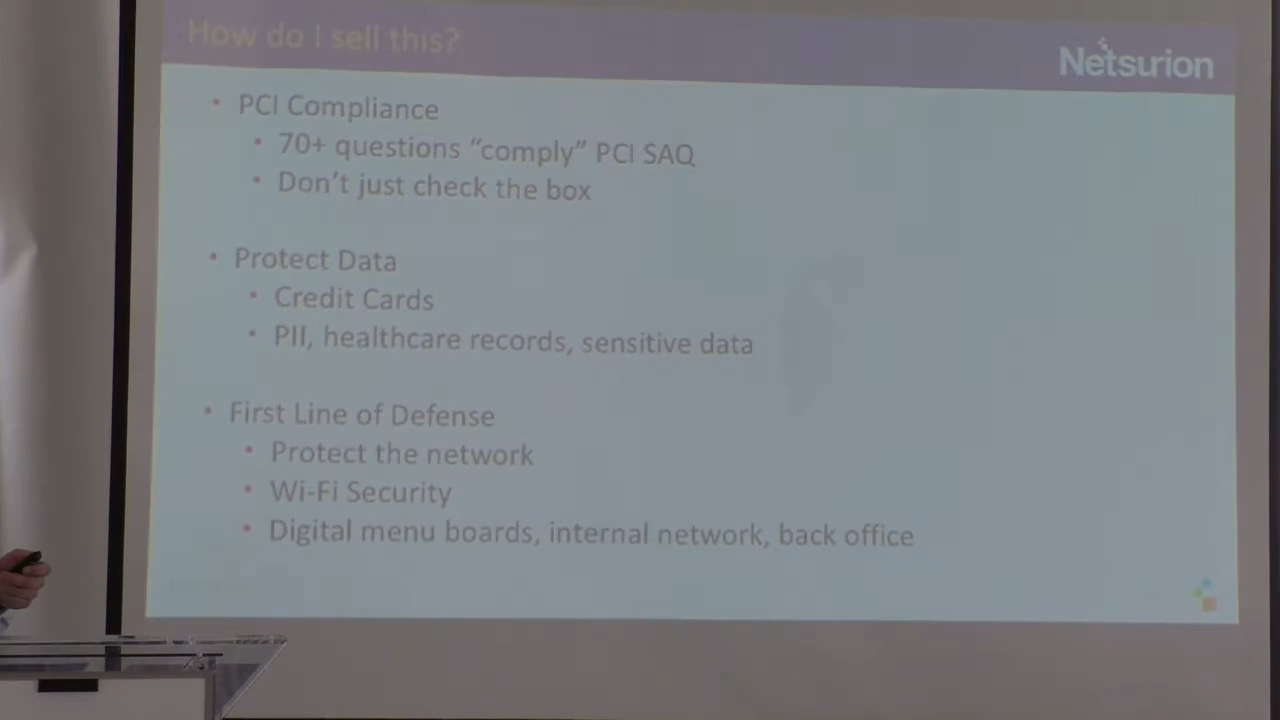 How do I sell this?
Netsurion
• PCI Compliance
• 70+ questions “comply” PCI SAQ
• Don’t just check the box
• Protect Data
• Credit Cards
• PII, healthcare records, sensitive data
• First Line of Defense
• Protect the network
• Wi-Fi Security
• Digital menu boards, internal network, back office